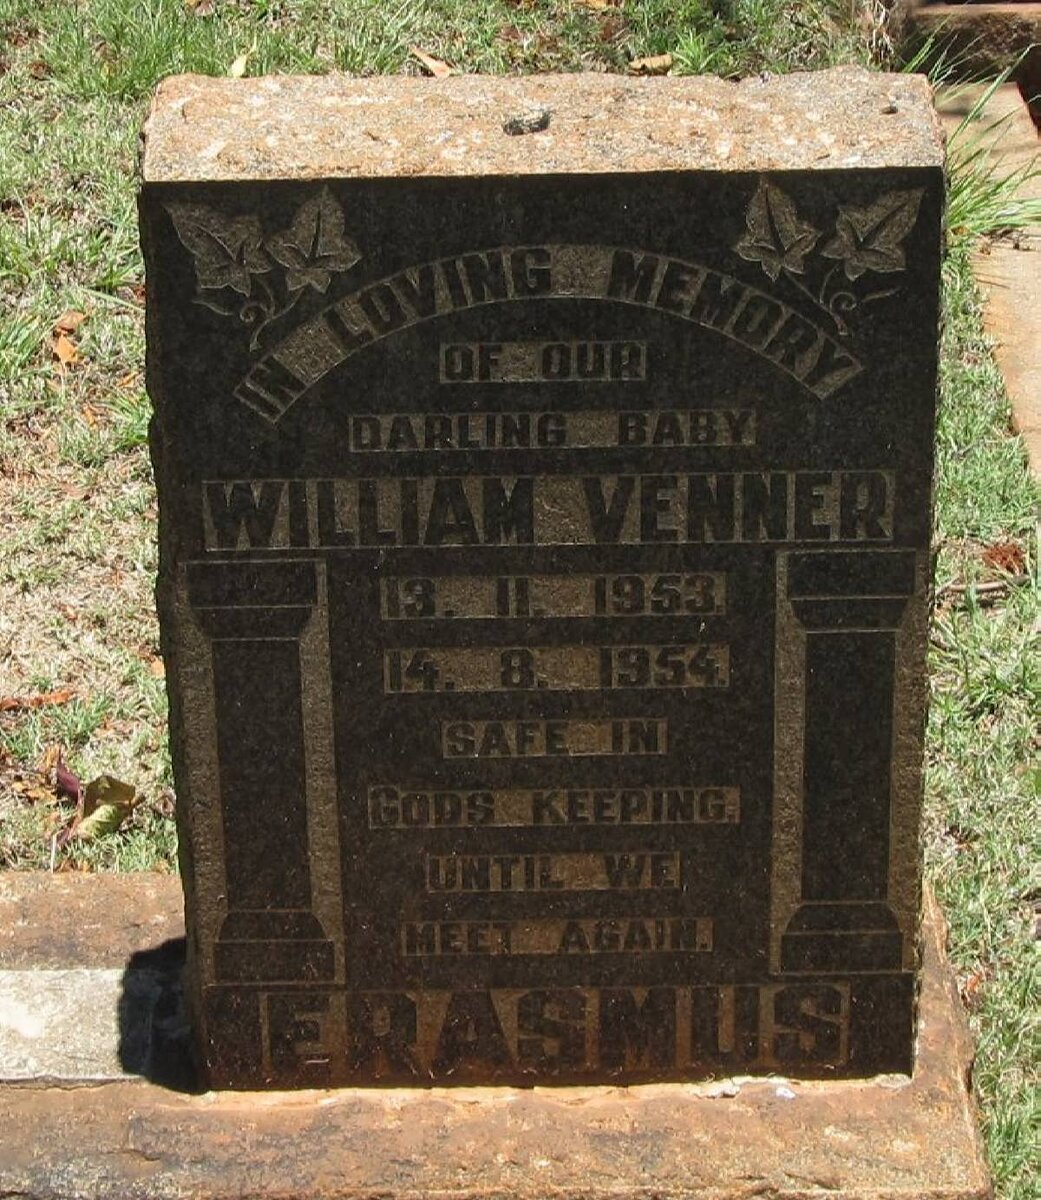 IN LOVING MEMORY
OF OUR
DARLING BABY
WILLIAM VENNER
13. 11. 1953.
14. 8. 1954.
SAFE IN
GODS KEEPING.
UNTIL WE
MEET AGAIN.
ERASMUS